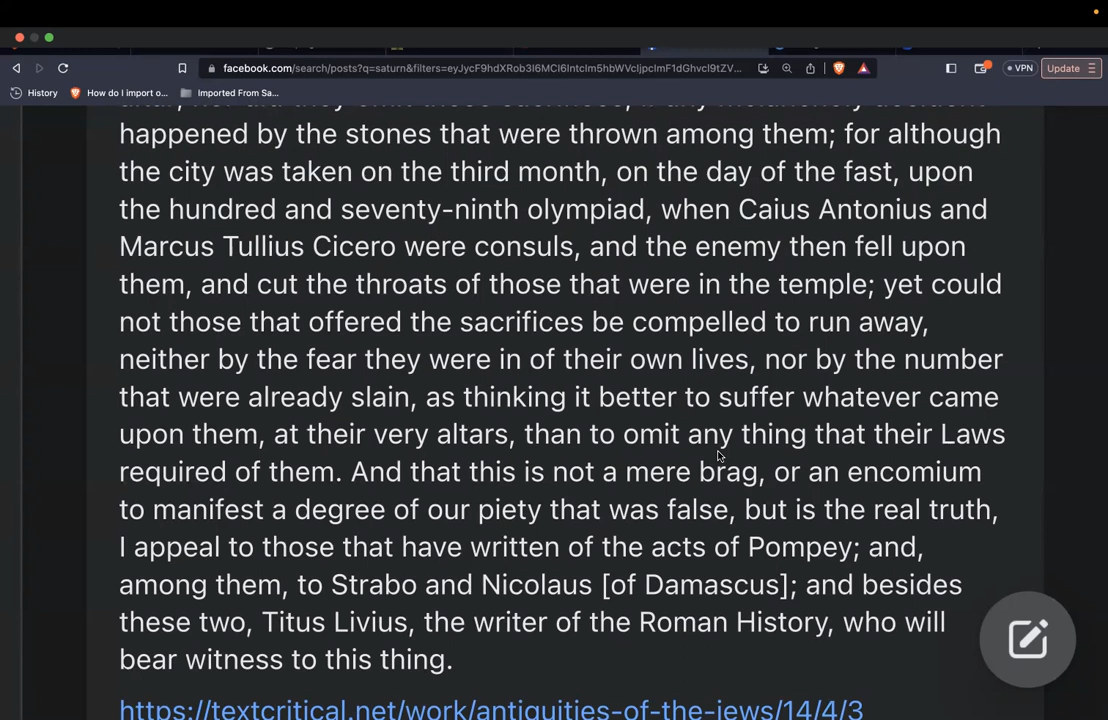 facebook.com/search/posts?q=saturn&filters=eyJycF9hdXRob3I6MCI6Intclm5hbWVcIjpcImF1dGhvcl9tZV...
VPN
Update
History
How do I import o...
Imported From Sa...
happened by the stones that were thrown among them; for although
the city was taken on the third month, on the day of the fast, upon
the hundred and seventy-ninth olympiad, when Caius Antonius and
Marcus Tullius Cicero were consuls, and the enemy then fell upon
them, and cut the throats of those that were in the temple; yet could
not those that offered the sacrifices be compelled to run away,
neither by the fear they were in of their own lives, nor by the number
that were already slain, as thinking it better to suffer whatever came
upon them, at their very altars, than to omit any thing that their Laws
required of them. And that this is not a mere brag, or an encomium
to manifest a degree of our piety that was false, but is the real truth,
I appeal to those that have written of the acts of Pompey; and,
among them, to Strabo and Nicolaus [of Damascus]; and besides
these two, Titus Livius, the writer of the Roman History, who will
bear witness to this thing.
https://textcritical.net/work/antiquities-of-the-jews/14/4/3